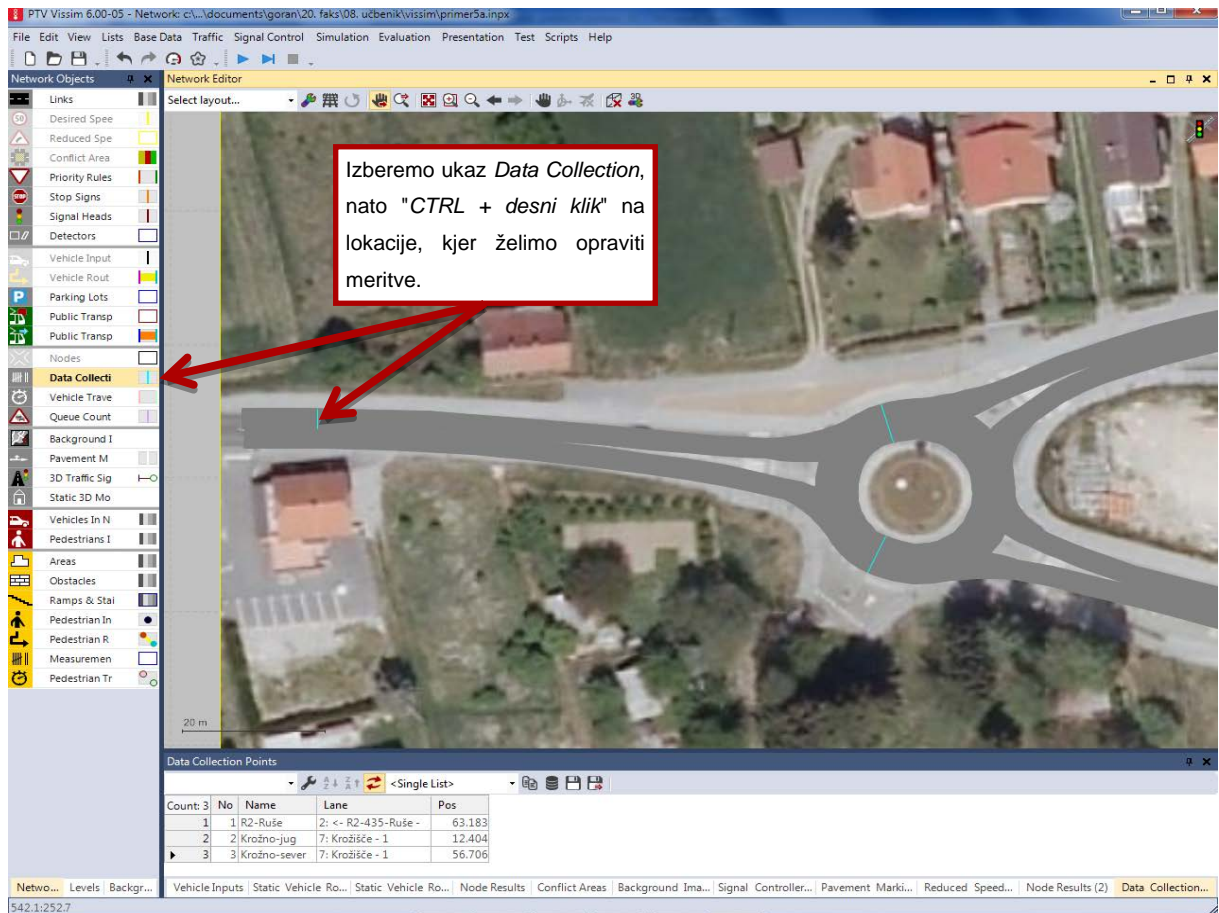 PTV Vissim 6.00-05 - Network: c:\...\documents\goran\20. faks\08. učbenik\vissim\primer5a.inpx
File Edit View Lists Base Data Traffic Signal Control Simulation Evaluation Presentation Test Scripts Help
Network Objects
Network Editor
Select layout...
Links
50 Desired Spee
Reduced Spe
Conflict Area
Priority Rules
STOP Stop Signs
Signal Heads
Detectors
Vehicle Input
Vehicle Rout
P Parking Lots
Public Transp
Public Transp
Nodes
Data Collecti
Vehicle Trave
Queue Count
Background I
Pavement M
3D Traffic Sig
Static 3D Mo
Vehicles In N
Pedestrians I
Areas
Obstacles
Ramps & Stai
Pedestrian In
Pedestrian R
Measuremen
Pedestrian Tr
Izberemo ukaz Data Collection,
nato "CTRL + desni klik" na
lokacije, kjer želimo opraviti
meritve.
20 m
Data Collection Points
<Single List>
Count: 3 No Name Lane Pos
1 1 R2-Ruše 2: <- R2-435-Ruše - 63.183
2 2 Krožno-jug 7: Krožišče - 1 12.404
3 3 Krožno-sever 7: Krožišče - 1 56.706
Netwo... Levels Backgr...
Vehicle Inputs Static Vehicle Ro... Static Vehicle Ro... Node Results Conflict Areas Background Ima... Signal Controller... Pavement Marki... Reduced Speed... Node Results (2) Data Collection...
542.1:252.7